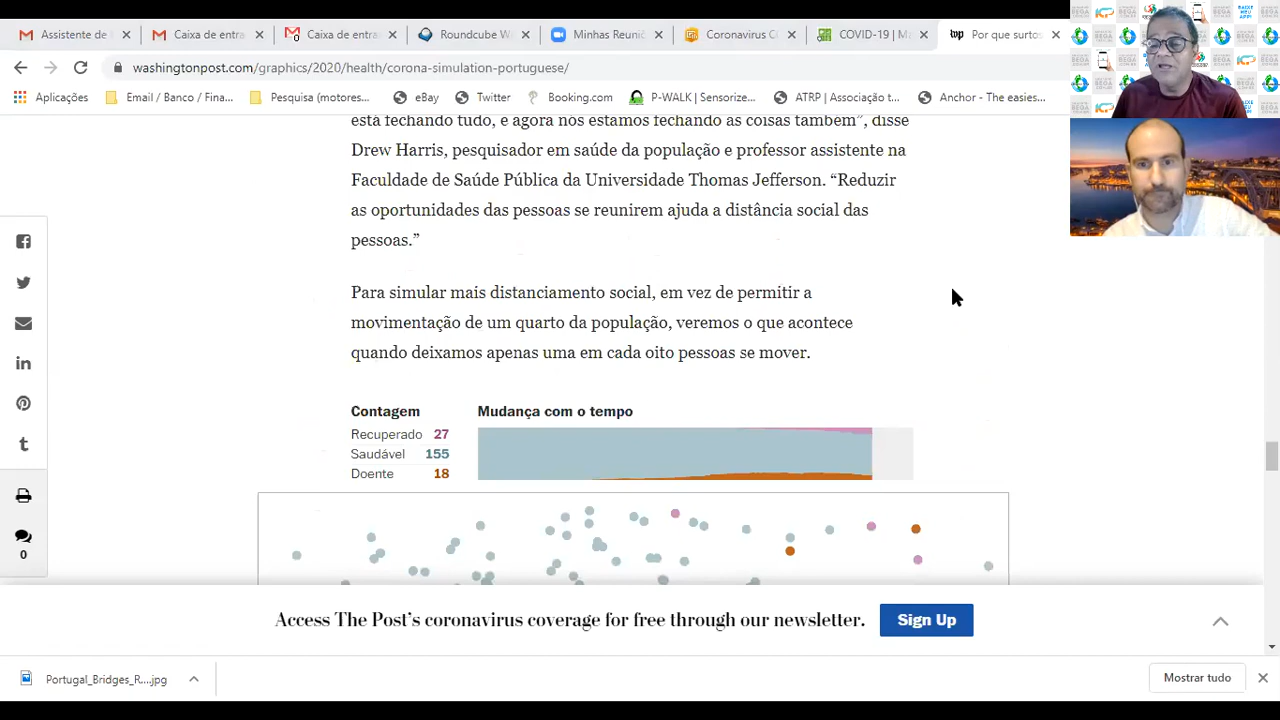 Assistente de
Caixa de entra
Caixa de entra
Roundcube W
Minhas Reuniõ
Coronavirus C
COVID-19 | M
wp Por que surtos
washingtonpost.com/graphics/2020/hea
Aplicações
Email / Banco / Fina...
Pesquisa (motores...
eBay
Twitter
Booking.com
P-WALK | Sensorize...
ATRP | Associação t...
Anchor - The easies...
está fechando tudo, e agora nós estamos fechando as coisas também”, disse
Drew Harris, pesquisador em saúde da população e professor assistente na
Faculdade de Saúde Pública da Universidade Thomas Jefferson. “Reduzir
as oportunidades das pessoas se reunirem ajuda a distância social das
pessoas.”
Para simular mais distanciamento social, em vez de permitir a
movimentação de um quarto da população, veremos o que acontece
quando deixamos apenas uma em cada oito pessoas se mover.
Contagem
Mudança com o tempo
Recuperado 27
Saudável 155
Doente 18
0
Access The Post’s coronavirus coverage for free through our newsletter.
Sign Up
Portugal_Bridges_R....jpg
Mostrar tudo